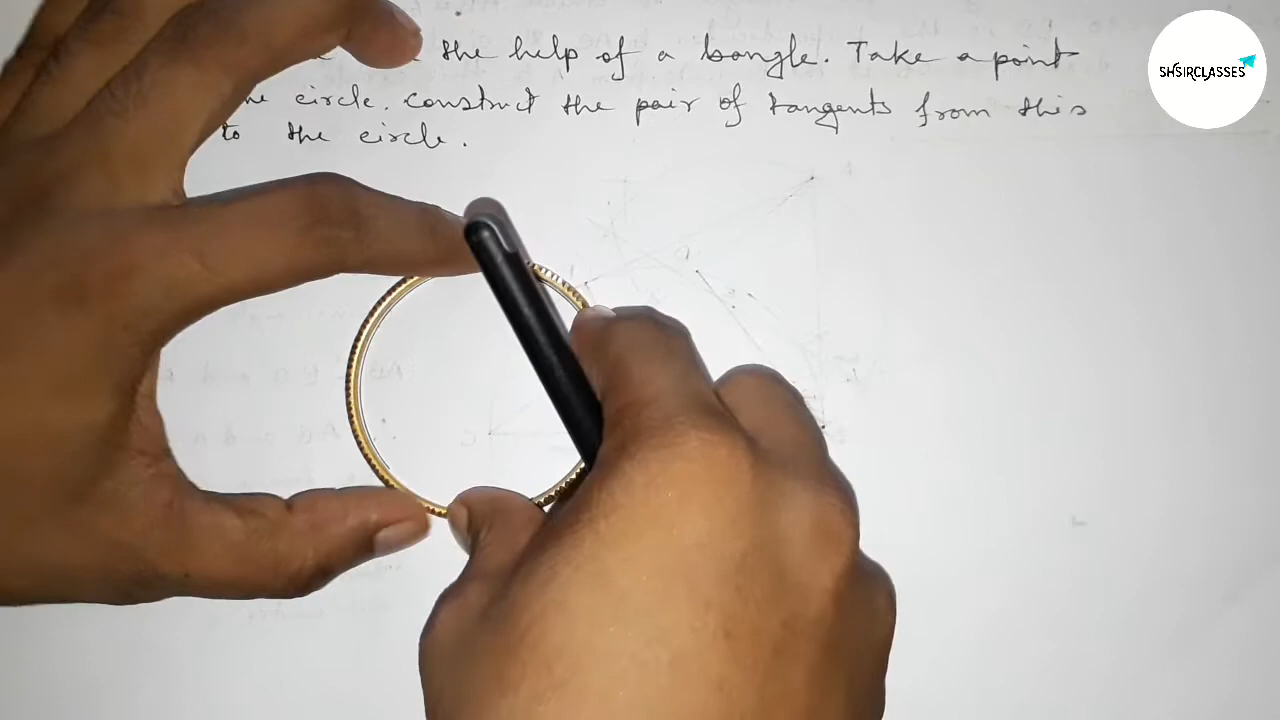 the help of a bangle. Take a point
circle. construct the pair of tangents from this
to the circle.
SHSIRCLASSES